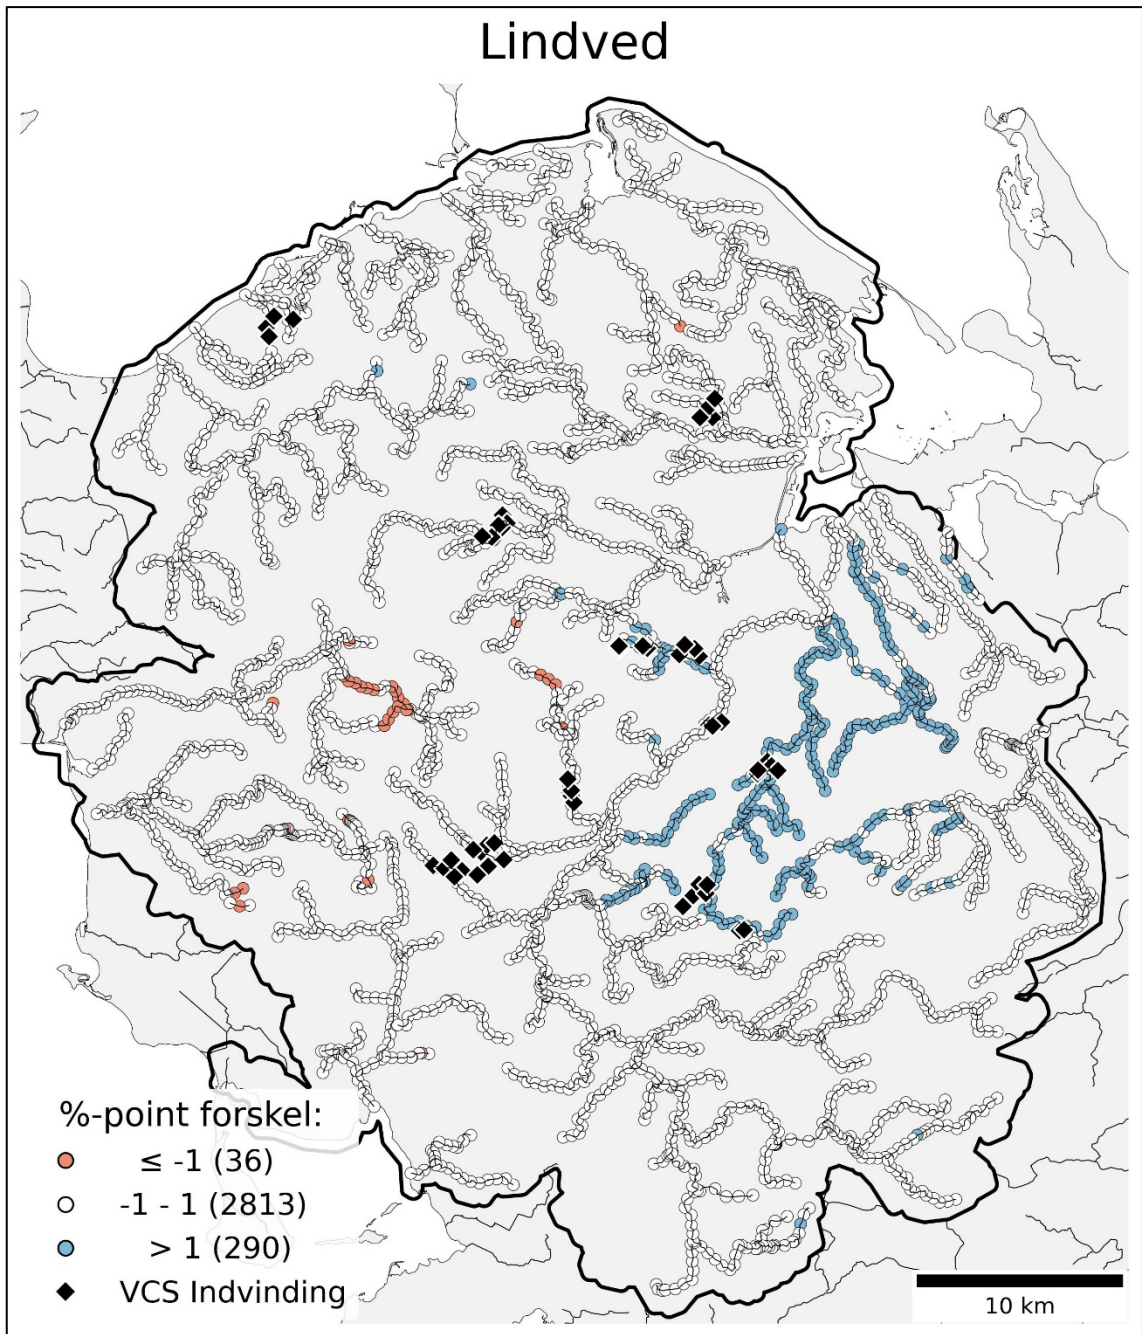 Lindved
%-point forskel:
≤ -1 (36)
-1 - 1 (2813)
> 1 (290)
VCS Indvinding
10 km